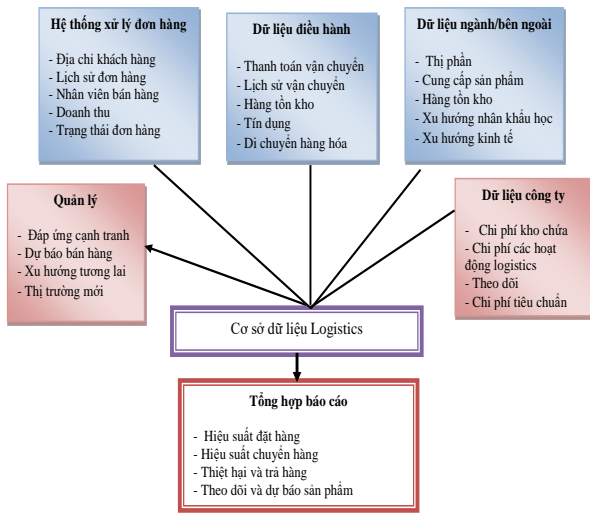 Hệ thống xử lý đơn hàng
- Địa chỉ khách hàng
- Lịch sử đơn hàng
- Nhân viên bán hàng
- Doanh thu
- Trạng thái đơn hàng
Dữ liệu điều hành
- Thanh toán vận chuyển
- Lịch sử vận chuyển
- Hàng tồn kho
- Tín dụng
- Di chuyển hàng hóa
Dữ liệu ngành/bên ngoài
- Thị phần
- Cung cấp sản phẩm
- Hàng tồn kho
- Xu hướng nhân khẩu học
- Xu hướng kinh tế
Quản lý
- Đáp ứng cạnh tranh
- Dự báo bán hàng
- Xu hướng tương lai
- Thị trường mới
Dữ liệu công ty
- Chi phí kho chứa
- Chi phí các hoạt
động logistics
- Theo dõi
- Chi phí tiêu chuẩn
Cơ sở dữ liệu Logistics
Tổng hợp báo cáo
- Hiệu suất đặt hàng
- Hiệu suất chuyển hàng
- Thiệt hại và trả hàng
- Theo dõi và dự báo sản phẩm